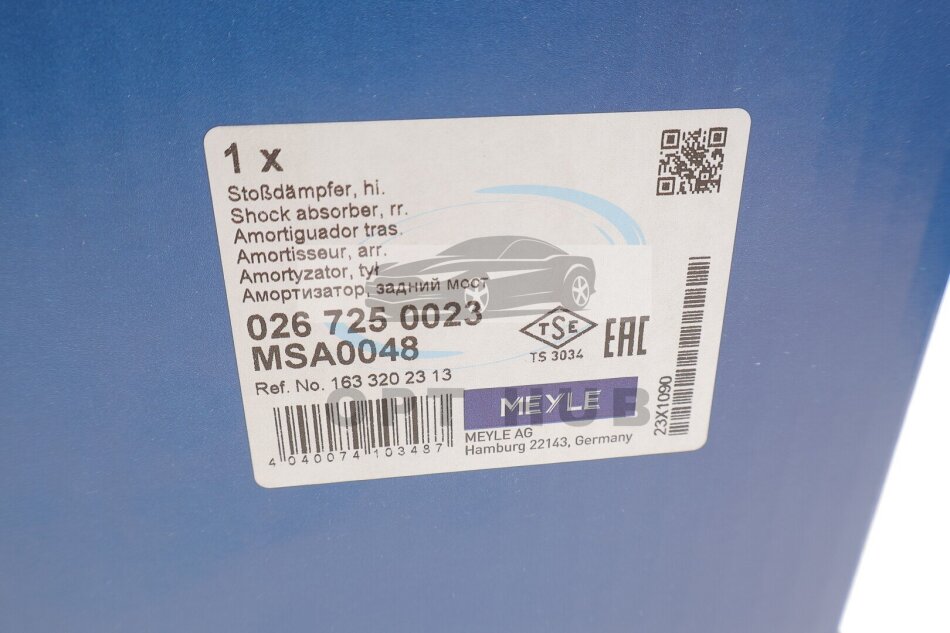 1 x
Stoßdämpfer, hi.
Shock absorber, rr.
Amortiguador tras.
Amortisseur, arr.
Amortyzator, tył
Амортизатор, задний мост
026 725 0023
MSA0048
Ref. No. 163 320 23 13
4 040074 103487
TSE
TS 3034
EAC
MEYLE
MEYLE AG
Hamburg 22143, Germany
23X1090
OPT HUB